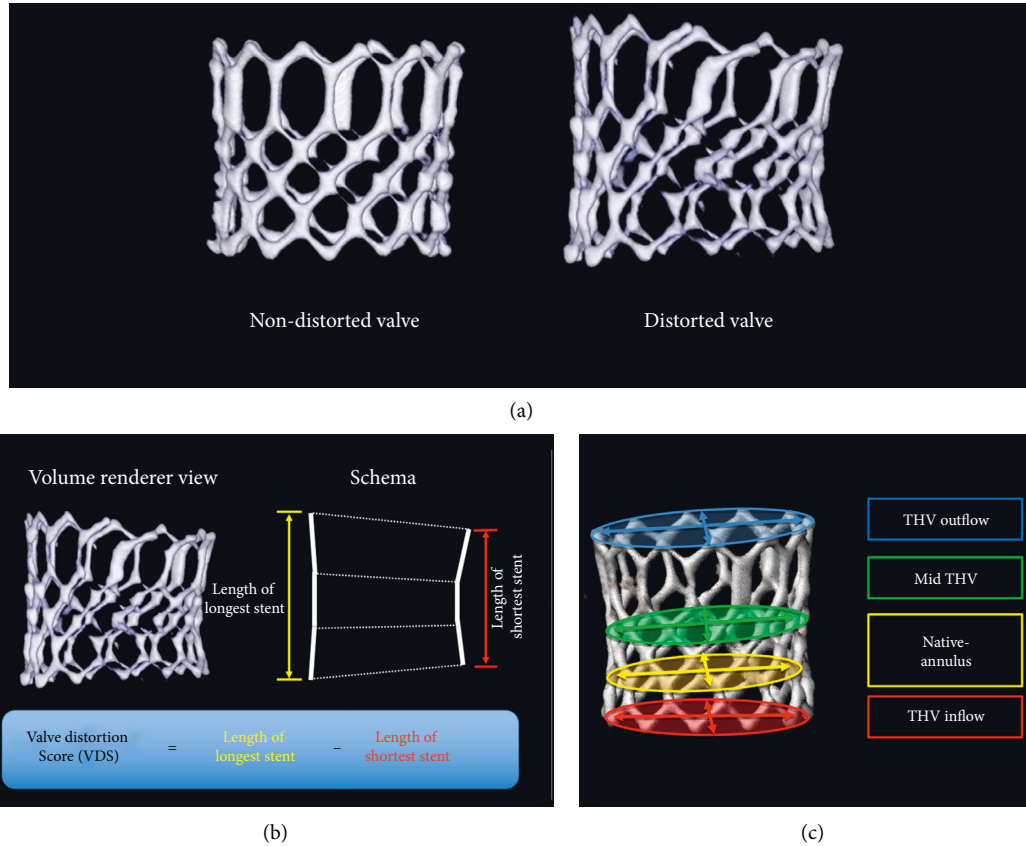 Non-distorted valve
Distorted valve
(a)
Volume renderer view
Schema
Length of
longest stent
Length of
shortest stent
Valve distortion
Score (VDS)
=
Length of
longest stent
–
Length of
shortest stent
(b)
THV outflow
Mid THV
Native-
annulus
THV inflow
(c)